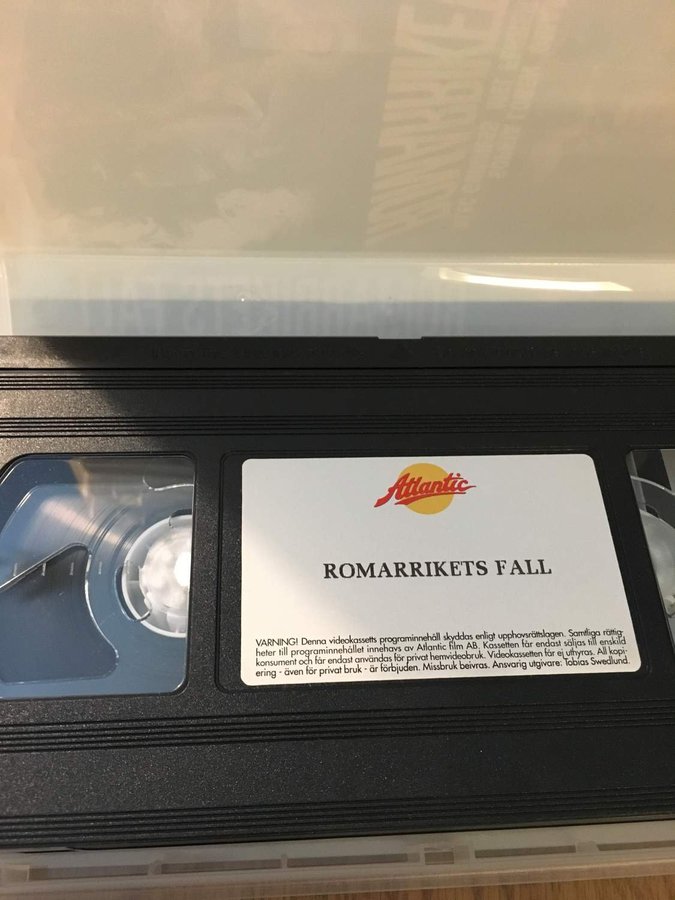 ROMARRIKETS FALL
Atlantic
ROMARRIKETS FALL
VARNING! Denna videokassetts programinnehåll skyddas enligt upphovsrättslagen. Samtliga rättig-
heter till programinnehållet innehavs av Atlantic film AB. Kassetten får endast säljas till enskild
konsument och får endast användas för privat hemvideobruk. Videokassetten får ej uthyras. All kopi-
ering - även för privat bruk - är förbjuden. Missbruk beivras. Ansvarig utgivare: Tobias Swedlund.